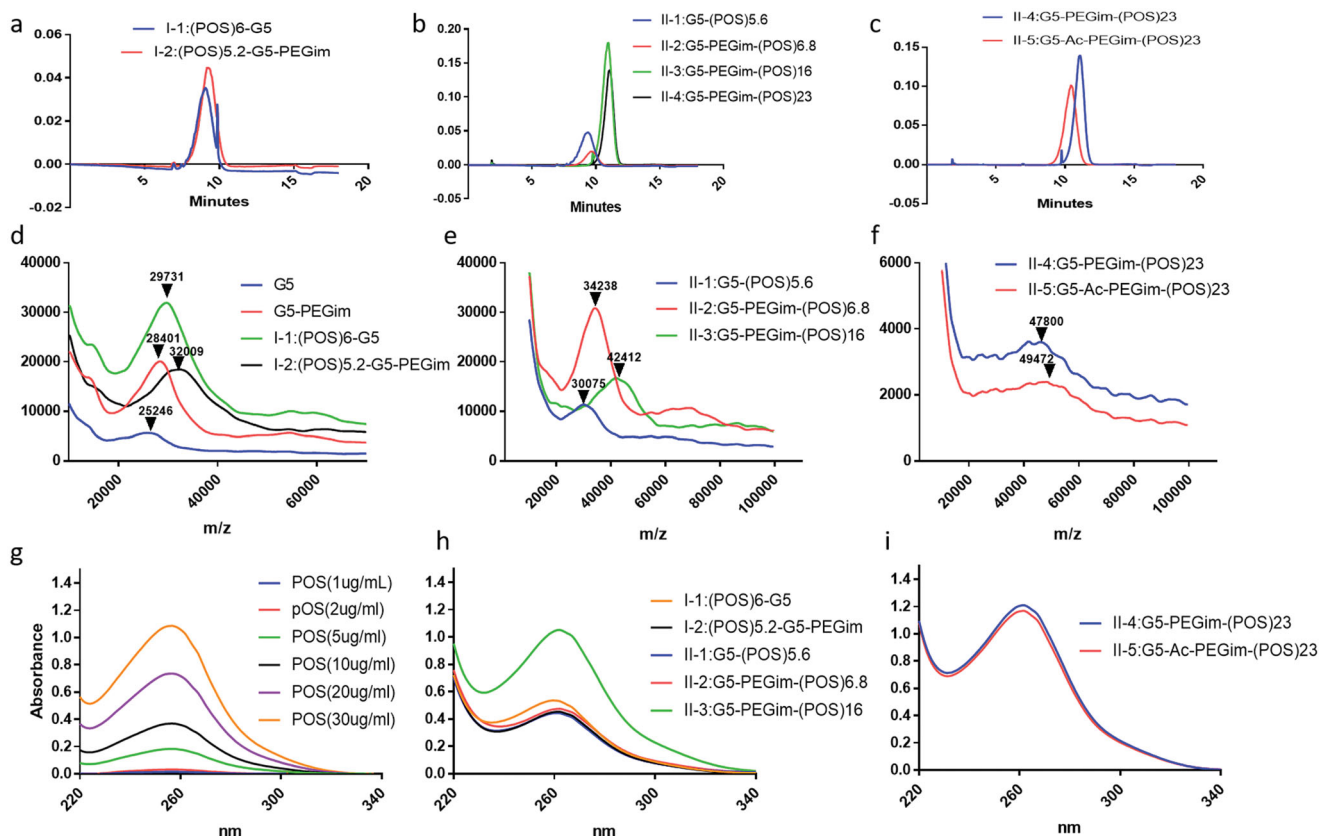 a
I-1:(POS)6-G5
I-2:(POS)5.2-G5-PEGim
0.06
0.04
0.02
0.00
-0.02
5
10
15
20
Minutes
b
II-1:G5-(POS)5.6
II-2:G5-PEGim-(POS)6.8
II-3:G5-PEGim-(POS)16
II-4:G5-PEGim-(POS)23
0.20
0.15
0.10
0.05
0.00
-0.05
5
10
15
20
Minutes
c
II-4:G5-PEGim-(POS)23
II-5:G5-Ac-PEGim-(POS)23
0.15
0.10
0.05
0.00
-0.05
5
10
15
20
Minutes
d
40000
30000
20000
10000
0
29731
28401
32009
25246
G5
G5-PEGim
I-1:(POS)6-G5
I-2:(POS)5.2-G5-PEGim
20000
40000
60000
m/z
e
40000
30000
20000
10000
0
34238
42412
30075
II-1:G5-(POS)5.6
II-2:G5-PEGim-(POS)6.8
II-3:G5-PEGim-(POS)16
20000
40000
60000
80000
100000
m/z
f
II-4:G5-PEGim-(POS)23
II-5:G5-Ac-PEGim-(POS)23
6000
4000
2000
0
47800
49472
20000
40000
60000
80000
100000
m/z
g
Absorbance
1.4
1.2
1.0
0.8
0.6
0.4
0.2
0.0
POS(1ug/mL)
pOS(2ug/ml)
POS(5ug/ml)
POS(10ug/ml)
POS(20ug/ml)
POS(30ug/ml)
220
260
300
340
nm
h
1.4
1.2
1.0
0.8
0.6
0.4
0.2
0.0
I-1:(POS)6-G5
I-2:(POS)5.2-G5-PEGim
II-1:G5-(POS)5.6
II-2:G5-PEGim-(POS)6.8
II-3:G5-PEGim-(POS)16
220
260
300
340
nm
i
1.4
1.2
1.0
0.8
0.6
0.4
0.2
0.0
II-4:G5-PEGim-(POS)23
II-5:G5-Ac-PEGim-(POS)23
220
260
300
340
nm